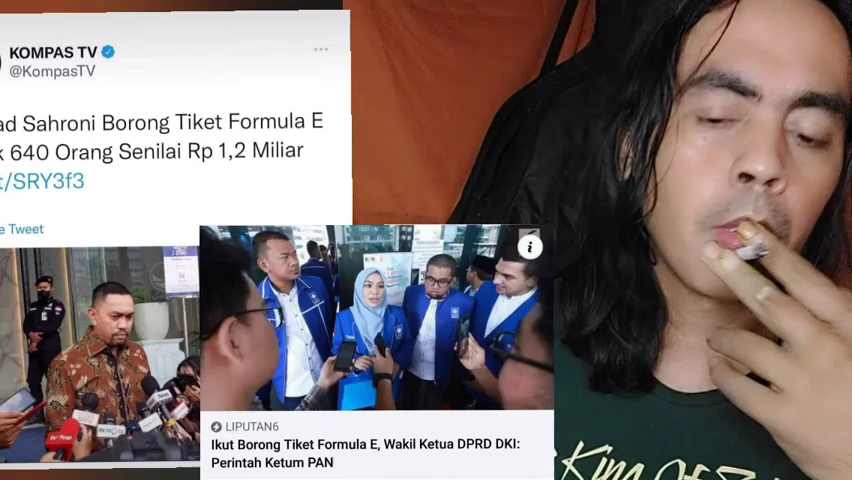 KOMPAS TV
@KompasTV
Sahroni Borong Tiket Formula E
640 Orang Senilai Rp 1,2 Miliar
t/SRY3f3
Tweet
tvOne
LIPUTAN6
Ikut Borong Tiket Formula E, Wakil Ketua DPRD DKI:
Perintah Ketum PAN